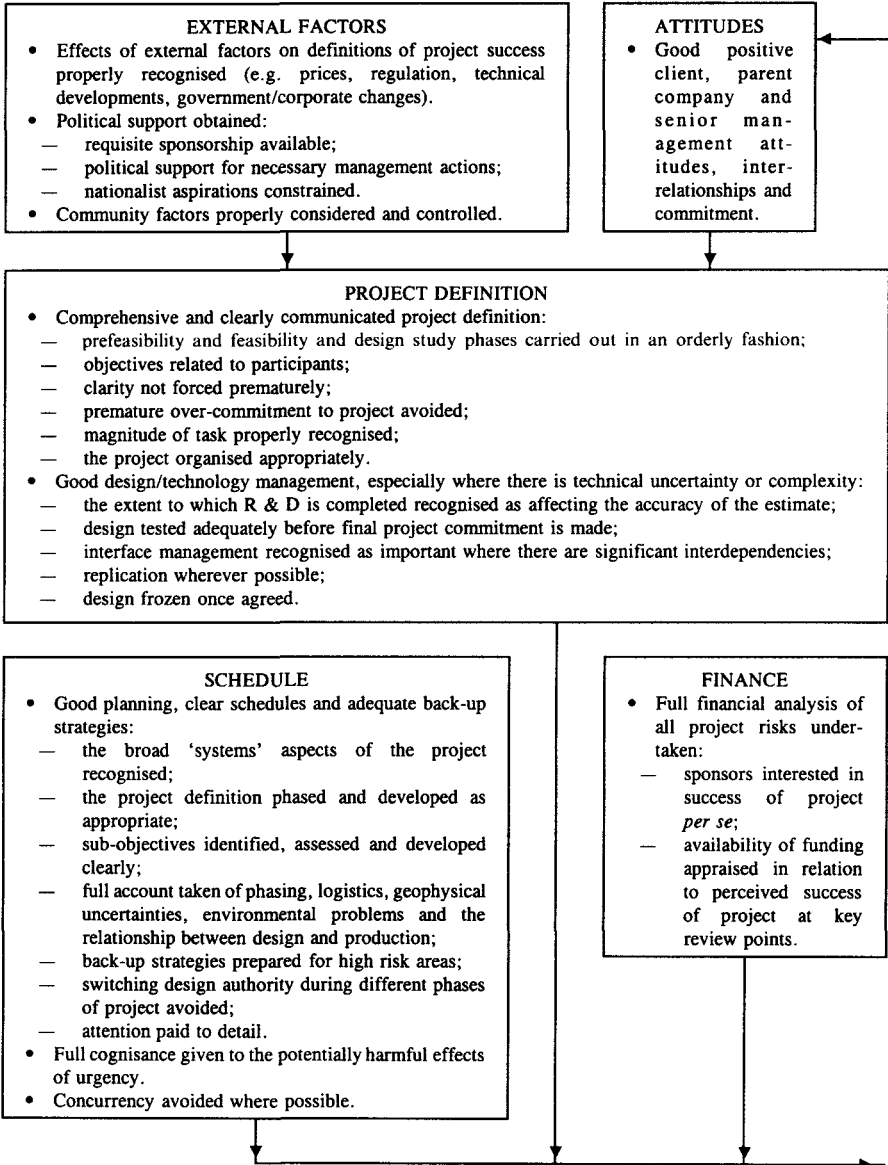 EXTERNAL FACTORS
• Effects of external factors on definitions of project success
properly recognised (e.g. prices, regulation, technical
developments, government/corporate changes).
• Political support obtained:
— requisite sponsorship available;
— political support for necessary management actions;
— nationalist aspirations constrained.
• Community factors properly considered and controlled.
ATTITUDES
• Good positive
client, parent
company and
senior man-
agement att-
itudes, inter-
relationships and
commitment.
PROJECT DEFINITION
• Comprehensive and clearly communicated project definition:
— prefeasibility and feasibility and design study phases carried out in an orderly fashion;
— objectives related to participants;
— clarity not forced prematurely;
— premature over-commitment to project avoided;
— magnitude of task properly recognised;
— the project organised appropriately.
• Good design/technology management, especially where there is technical uncertainty or complexity:
— the extent to which R & D is completed recognised as affecting the accuracy of the estimate;
— design tested adequately before final project commitment is made;
— interface management recognised as important where there are significant interdependencies;
— replication wherever possible;
— design frozen once agreed.
SCHEDULE
• Good planning, clear schedules and adequate back-up
strategies:
— the broad ‘systems’ aspects of the project
recognised;
— the project definition phased and developed as
appropriate;
— sub-objectives identified, assessed and developed
clearly;
— full account taken of phasing, logistics, geophysical
uncertainties, environmental problems and the
relationship between design and production;
— back-up strategies prepared for high risk areas;
— switching design authority during different phases
of project avoided;
— attention paid to detail.
• Full cognisance given to the potentially harmful effects
of urgency.
• Concurrency avoided where possible.
FINANCE
• Full financial analysis of
all project risks under-
taken:
— sponsors interested in
success of project
per se;
— availability of funding
appraised in relation
to perceived success
of project at key
review points.